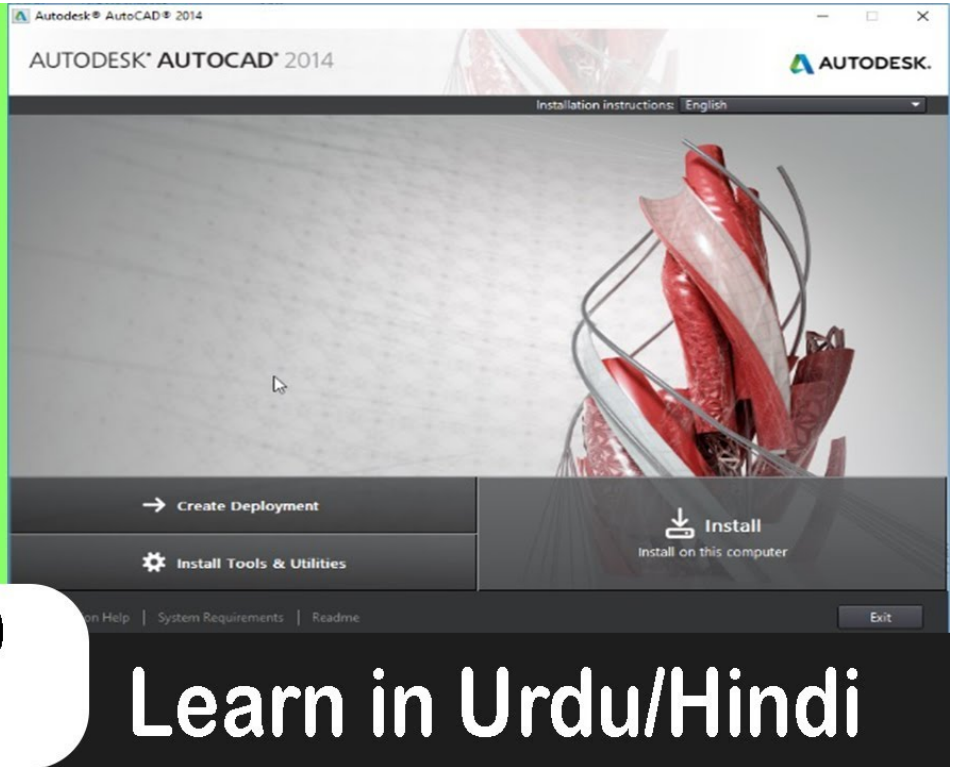 Autodesk® AutoCAD® 2014
AUTODESK® AUTOCAD® 2014
AUTODESK.
Installation instructions: English
Create Deployment
Install
Install on this computer
Install Tools & Utilities
on Help | System Requirements | Readme
Exit
Learn in Urdu/Hindi